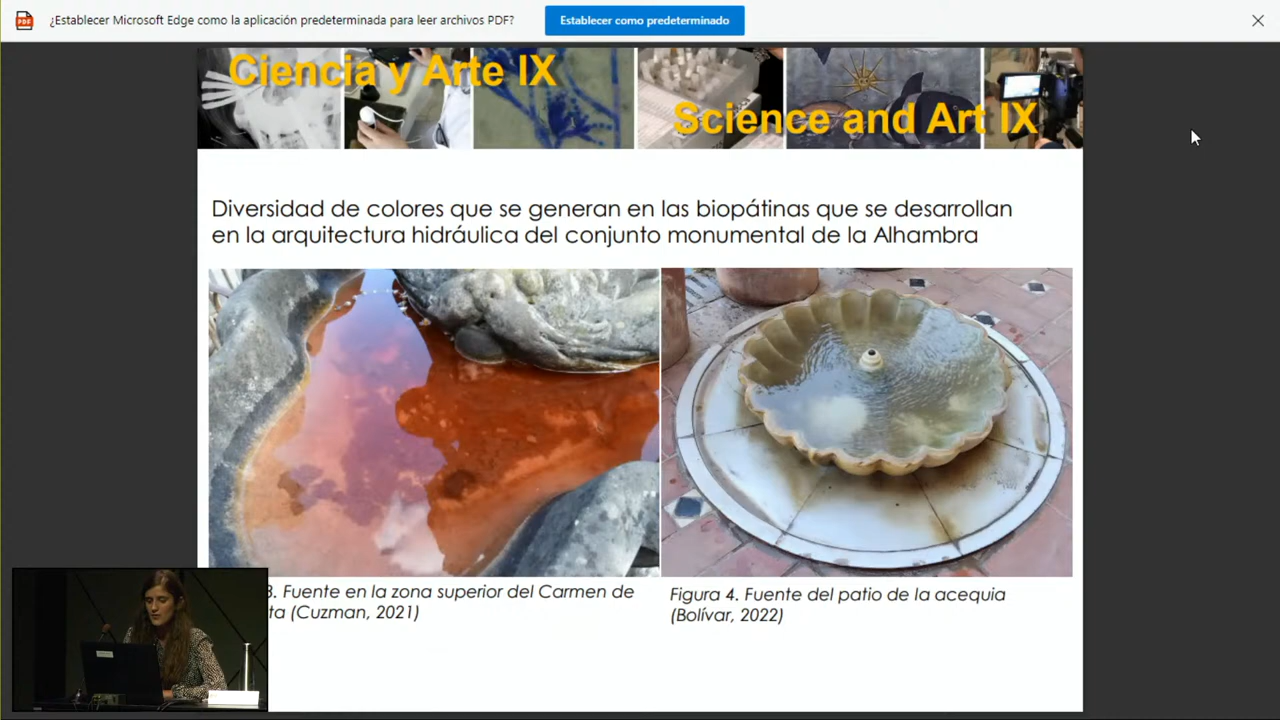 ¿Establecer Microsoft Edge como la aplicación predeterminada para leer archivos PDF?
Establecer como predeterminado
Ciencia y Arte IX
Science and Art IX
Diversidad de colores que se generan en las biopátinas que se desarrollan
en la arquitectura hidráulica del conjunto monumental de la Alhambra
3. Fuente en la zona superior del Carmen de
ta (Cuzman, 2021)
Figura 4. Fuente del patio de la acequia
(Bolívar, 2022)